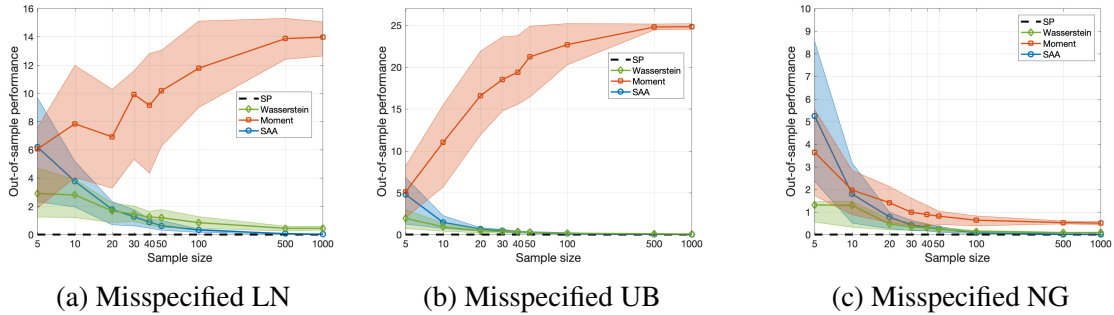 16
14
12
10
8
6
4
2
0
Out-of-sample performance
SP
Wasserstein
Moment
SAA
5 10 20 30 40 50 100 500 1000
Sample size
(a) Misspecified LN
25
20
15
10
5
0
Out-of-sample performance
SP
Wasserstein
Moment
SAA
5 10 20 30 40 50 100 500 1000
Sample size
(b) Misspecified UB
10
9
8
7
6
5
4
3
2
1
0
Out-of-sample performance
SP
Wasserstein
Moment
SAA
5 10 20 30 40 50 100 500 1000
Sample size
(c) Misspecified NG